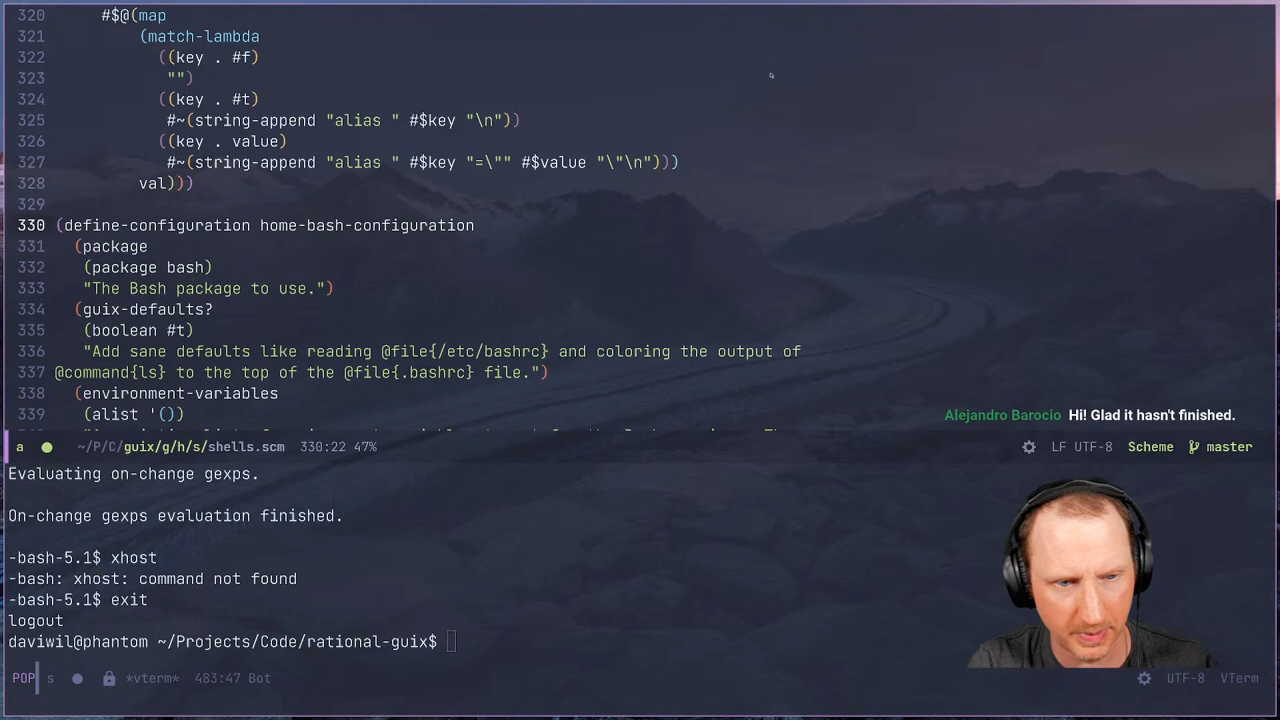 320 #$@(map
321 (match-lambda
322 ((key . #f)
323 "")
324 ((key . #t)
325 #~(string-append "alias " #$key "\n"))
326 ((key . value)
327 #~(string-append "alias " #$key "=\"" #$value "\"\n")))
328 val)))
329
330 (define-configuration home-bash-configuration
331 (package
332 (package bash)
333 "The Bash package to use.")
334 (guix-defaults?
335 (boolean #t)
336 "Add sane defaults like reading @file{/etc/bashrc} and coloring the output of
337 @command{ls} to the top of the @file{.bashrc} file.")
338 (environment-variables
339 (alist '())
Alejandro Barocio Hi! Glad it hasn't finished.
a ~/P/C/guix/g/h/s/shells.scm 330:22 47% LF UTF-8 Scheme master
Evaluating on-change gexps.
On-change gexps evaluation finished.
-bash-5.1$ xhost
-bash: xhost: command not found
-bash-5.1$ exit
logout
daviwil@phantom ~/Projects/Code/rational-guix$
POP s *vterm* 483:47 Bot UTF-8 VTerm